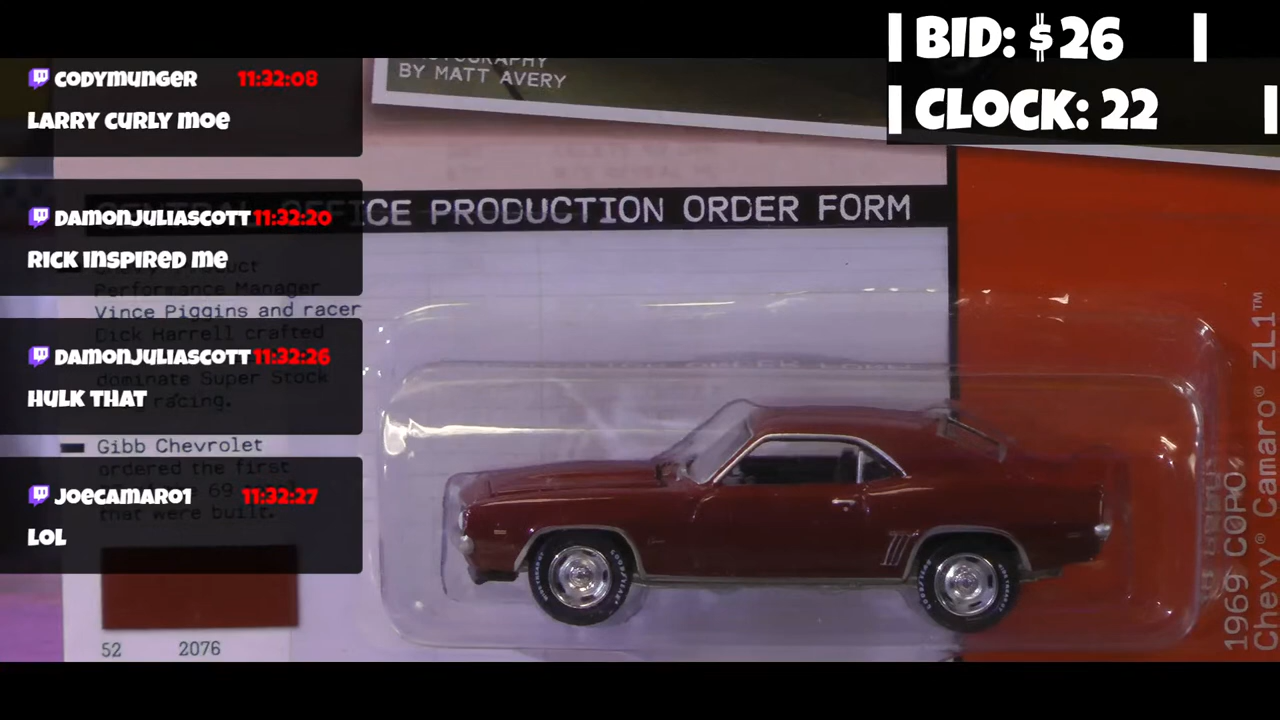 BID: $26
CLOCK: 22
codymunger 11:32:08
LARRY CURLY MOE
DAMONJULIASCOTT 11:32:20
RICK INSPIRED ME
DAMONJULIASCOTT 11:32:26
HULK THAT
JOECAMARO1 11:32:27
LOL
BY MATT AVERY
OFFICE PRODUCTION ORDER FORM
Product
Performance Manager
Vince Piggins and racer
Dick Harrell crafted
dominate Super Stock
racing.
Gibb Chevrolet
ordered the first
69
that were built.
52 2076
1969 COPO
Chevy Camaro® ZL1™